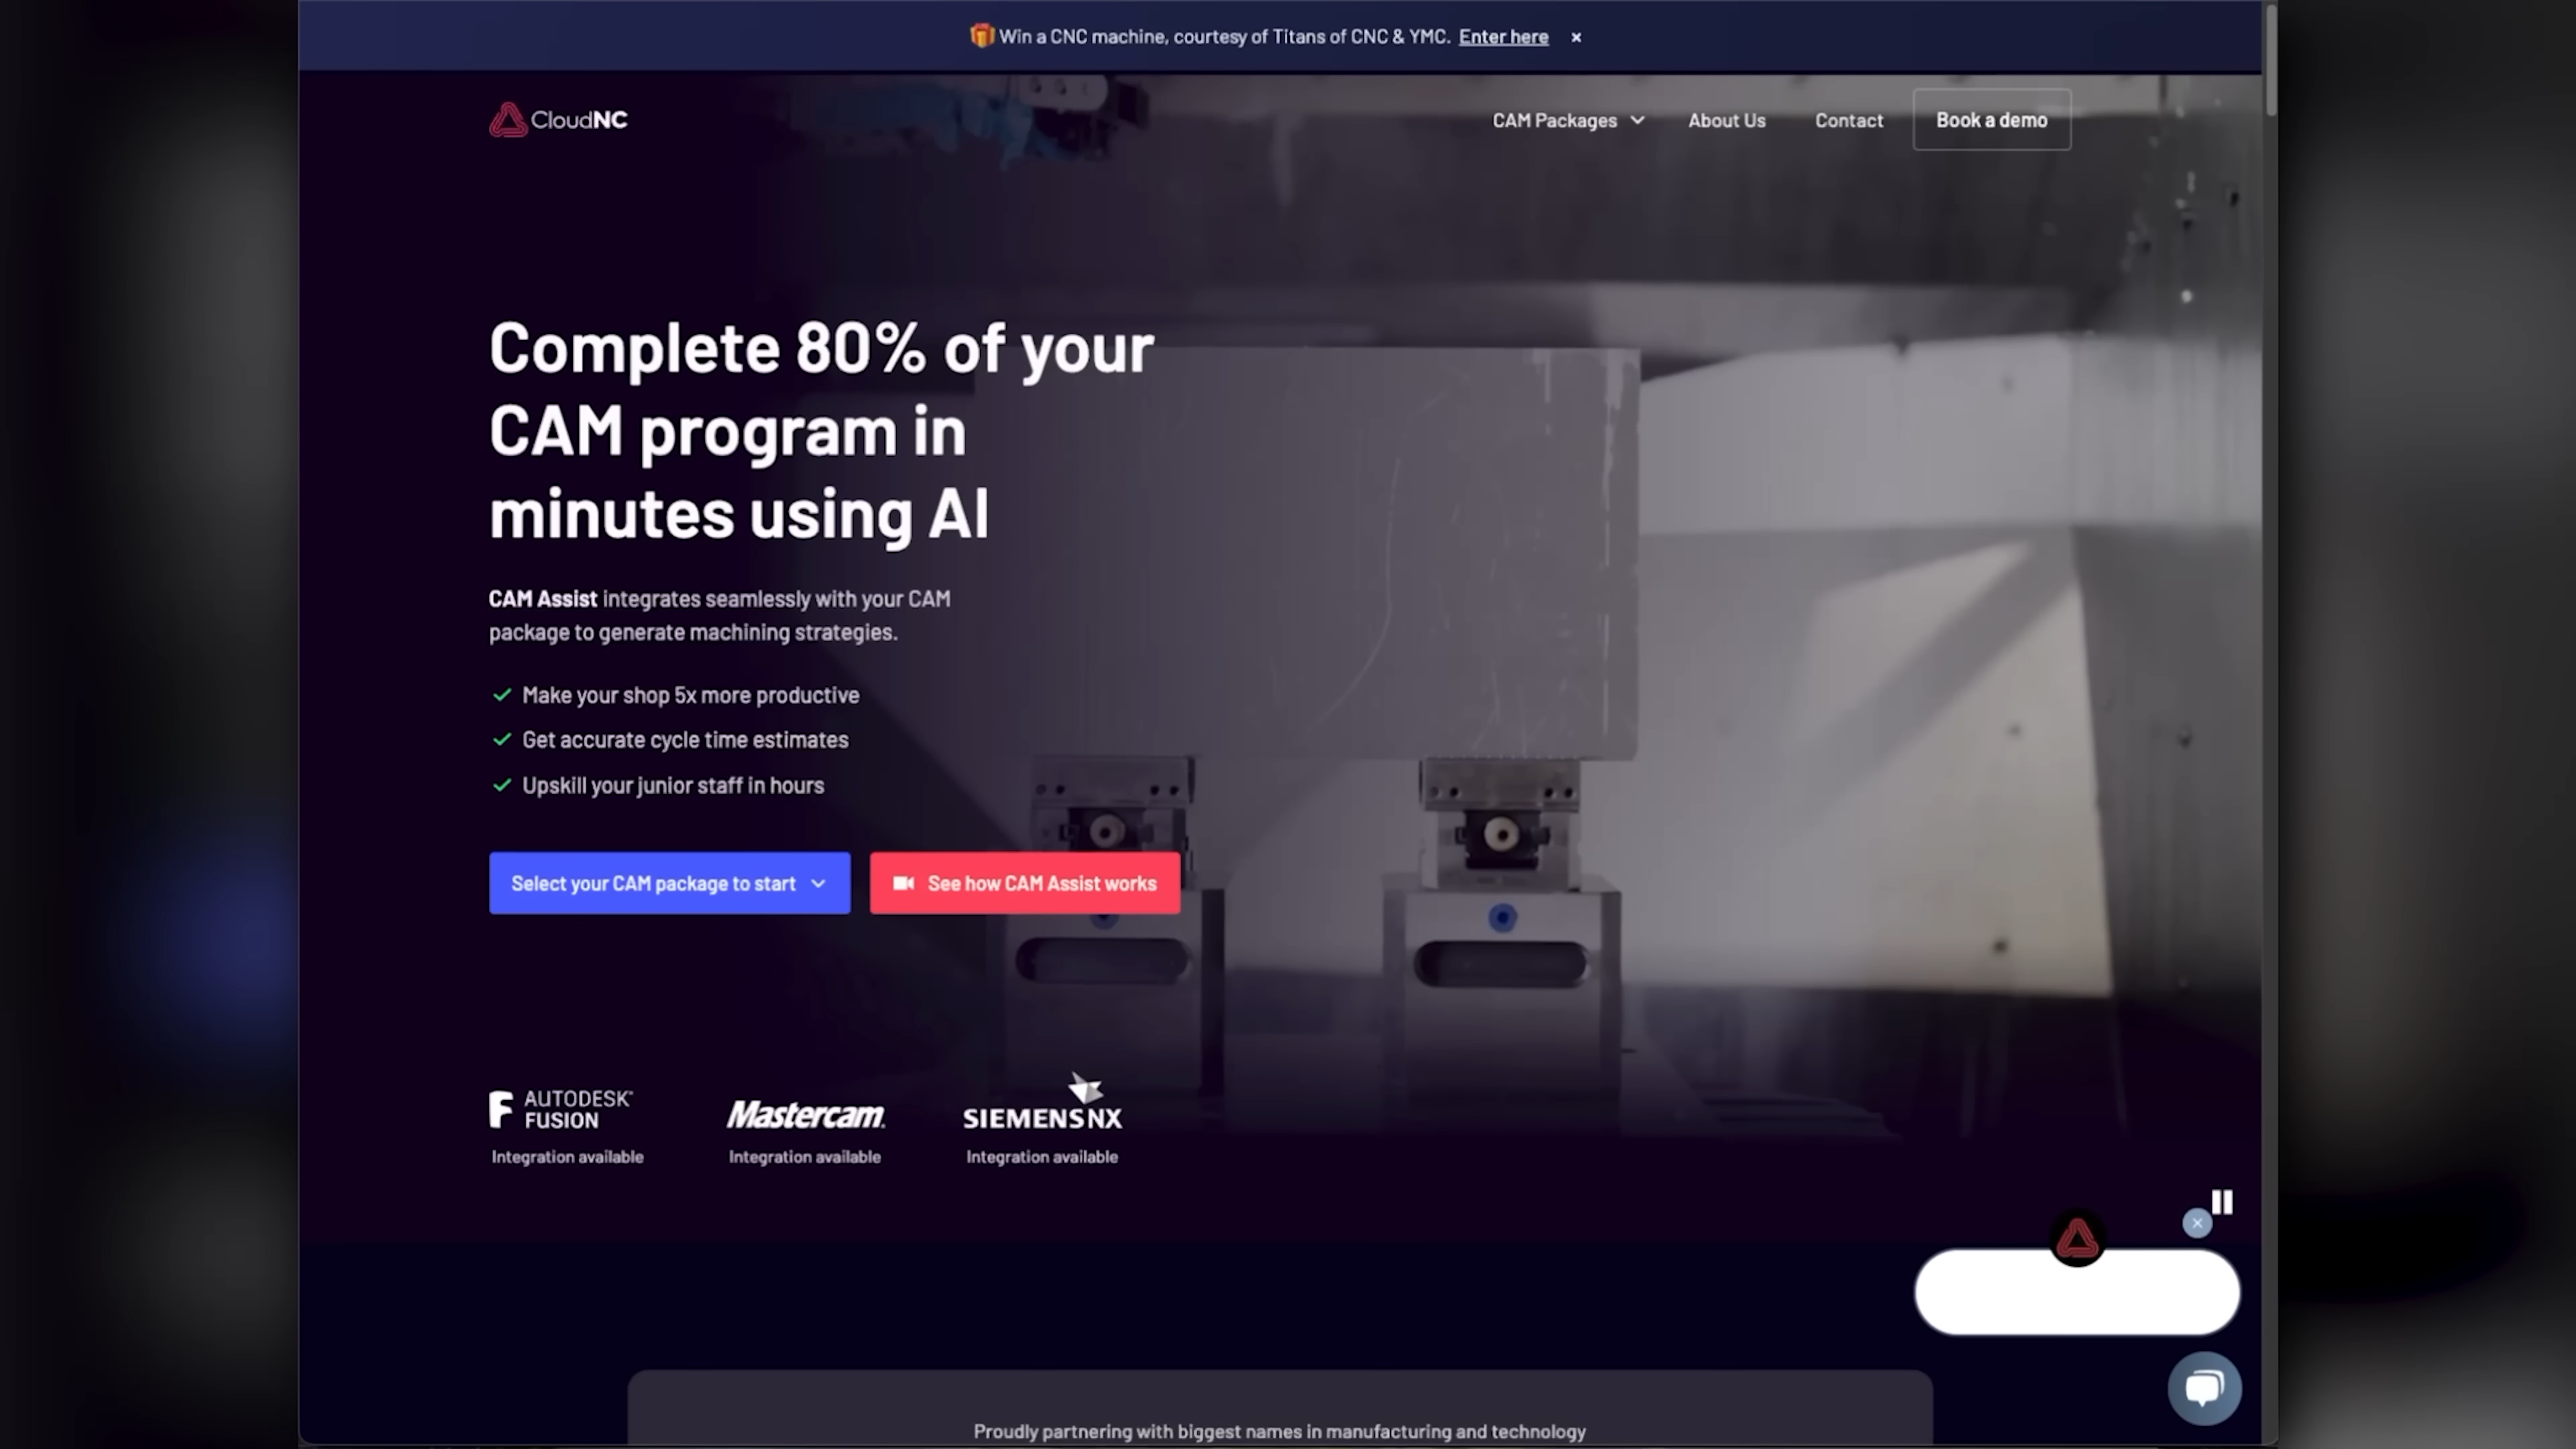 Win a CNC machine, courtesy of Titans of CNC & YMC. Enter here ×
CloudNC
CAM Packages
About Us
Contact
Book a demo
Complete 80% of your
CAM program in
minutes using AI
CAM Assist integrates seamlessly with your CAM
package to generate machining strategies.
Make your shop 5x more productive
Get accurate cycle time estimates
Upskill your junior staff in hours
Select your CAM package to start
See how CAM Assist works
AUTODESK
FUSION
Integration available
Mastercam.
Integration available
SIEMENS NX
Integration available
Proudly partnering with biggest names in manufacturing and technology